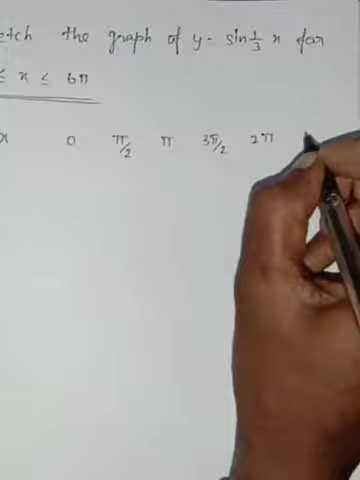 etch the graph of y = sin 1/3 x for
≤ x ≤ 6π
x 0 π/2 π 3π/2 2π